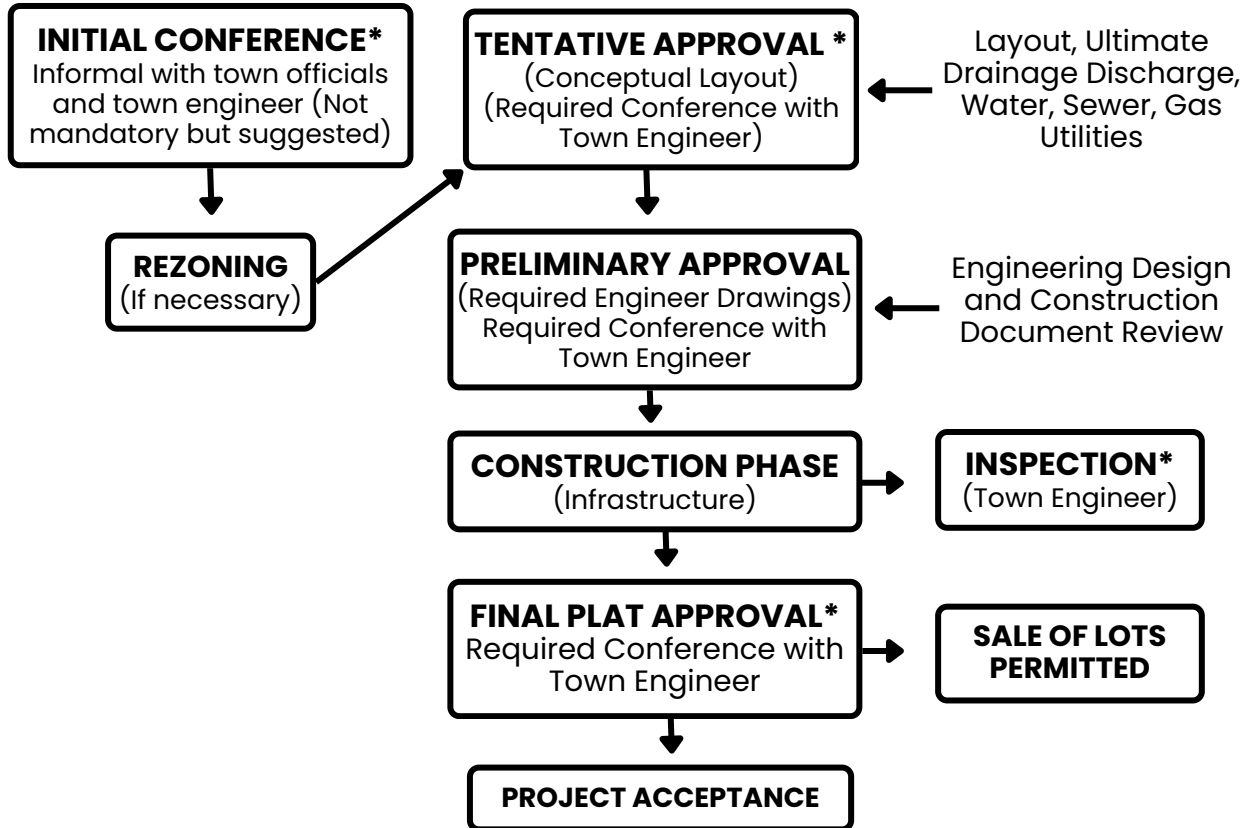 INITIAL CONFERENCE*
Informal with town officials
and town engineer (Not
mandatory but suggested)
TENTATIVE APPROVAL *
(Conceptual Layout)
(Required Conference with
Town Engineer)
Layout, Ultimate
Drainage Discharge,
Water, Sewer, Gas
Utilities
REZONING
(If necessary)
PRELIMINARY APPROVAL
(Required Engineer Drawings)
Required Conference with
Town Engineer
Engineering Design
and Construction
Document Review
CONSTRUCTION PHASE
(Infrastructure)
INSPECTION*
(Town Engineer)
FINAL PLAT APPROVAL*
Required Conference with
Town Engineer
SALE OF LOTS
PERMITTED
PROJECT ACCEPTANCE